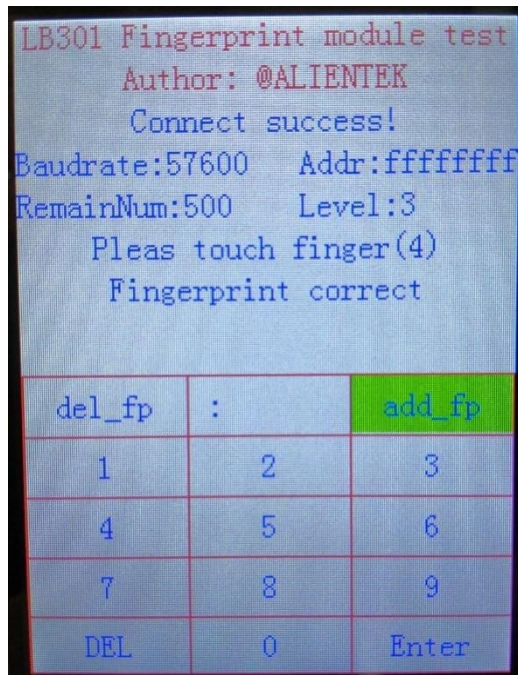 LB301 Fingerprint module test
Author: @ALIENTEK
Connect success!
Baudrate:57600 Addr:ffffffff
RemainNum:500 Level:3
Pleas touch finger(4)
Fingerprint correct
del_fp : add_fp
1 2 3
4 5 6
7 8 9
DEL 0 Enter